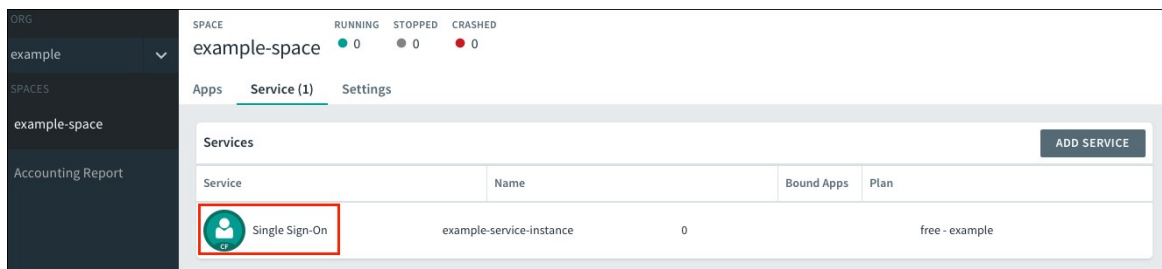 ORG
example
SPACES
example-space
Accounting Report
SPACE RUNNING STOPPED CRASHED
example-space 0 0 0
Apps Service (1) Settings
Services ADD SERVICE
Service Name Bound Apps Plan
CF Single Sign-On example-service-instance 0 free - example